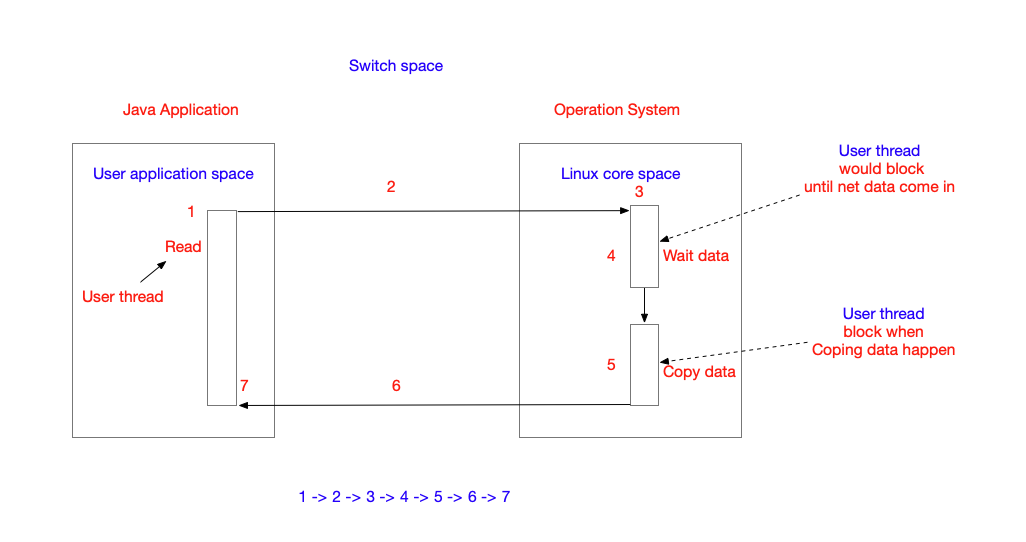 Switch space
Java Application
Operation System
User application space
Linux core space
User thread
would block
until net data come in
1
2
3
Read
4
Wait data
User thread
User thread
block when
Coping data happen
5
Copy data
7
6
1 -> 2 -> 3 -> 4 -> 5 -> 6 -> 7